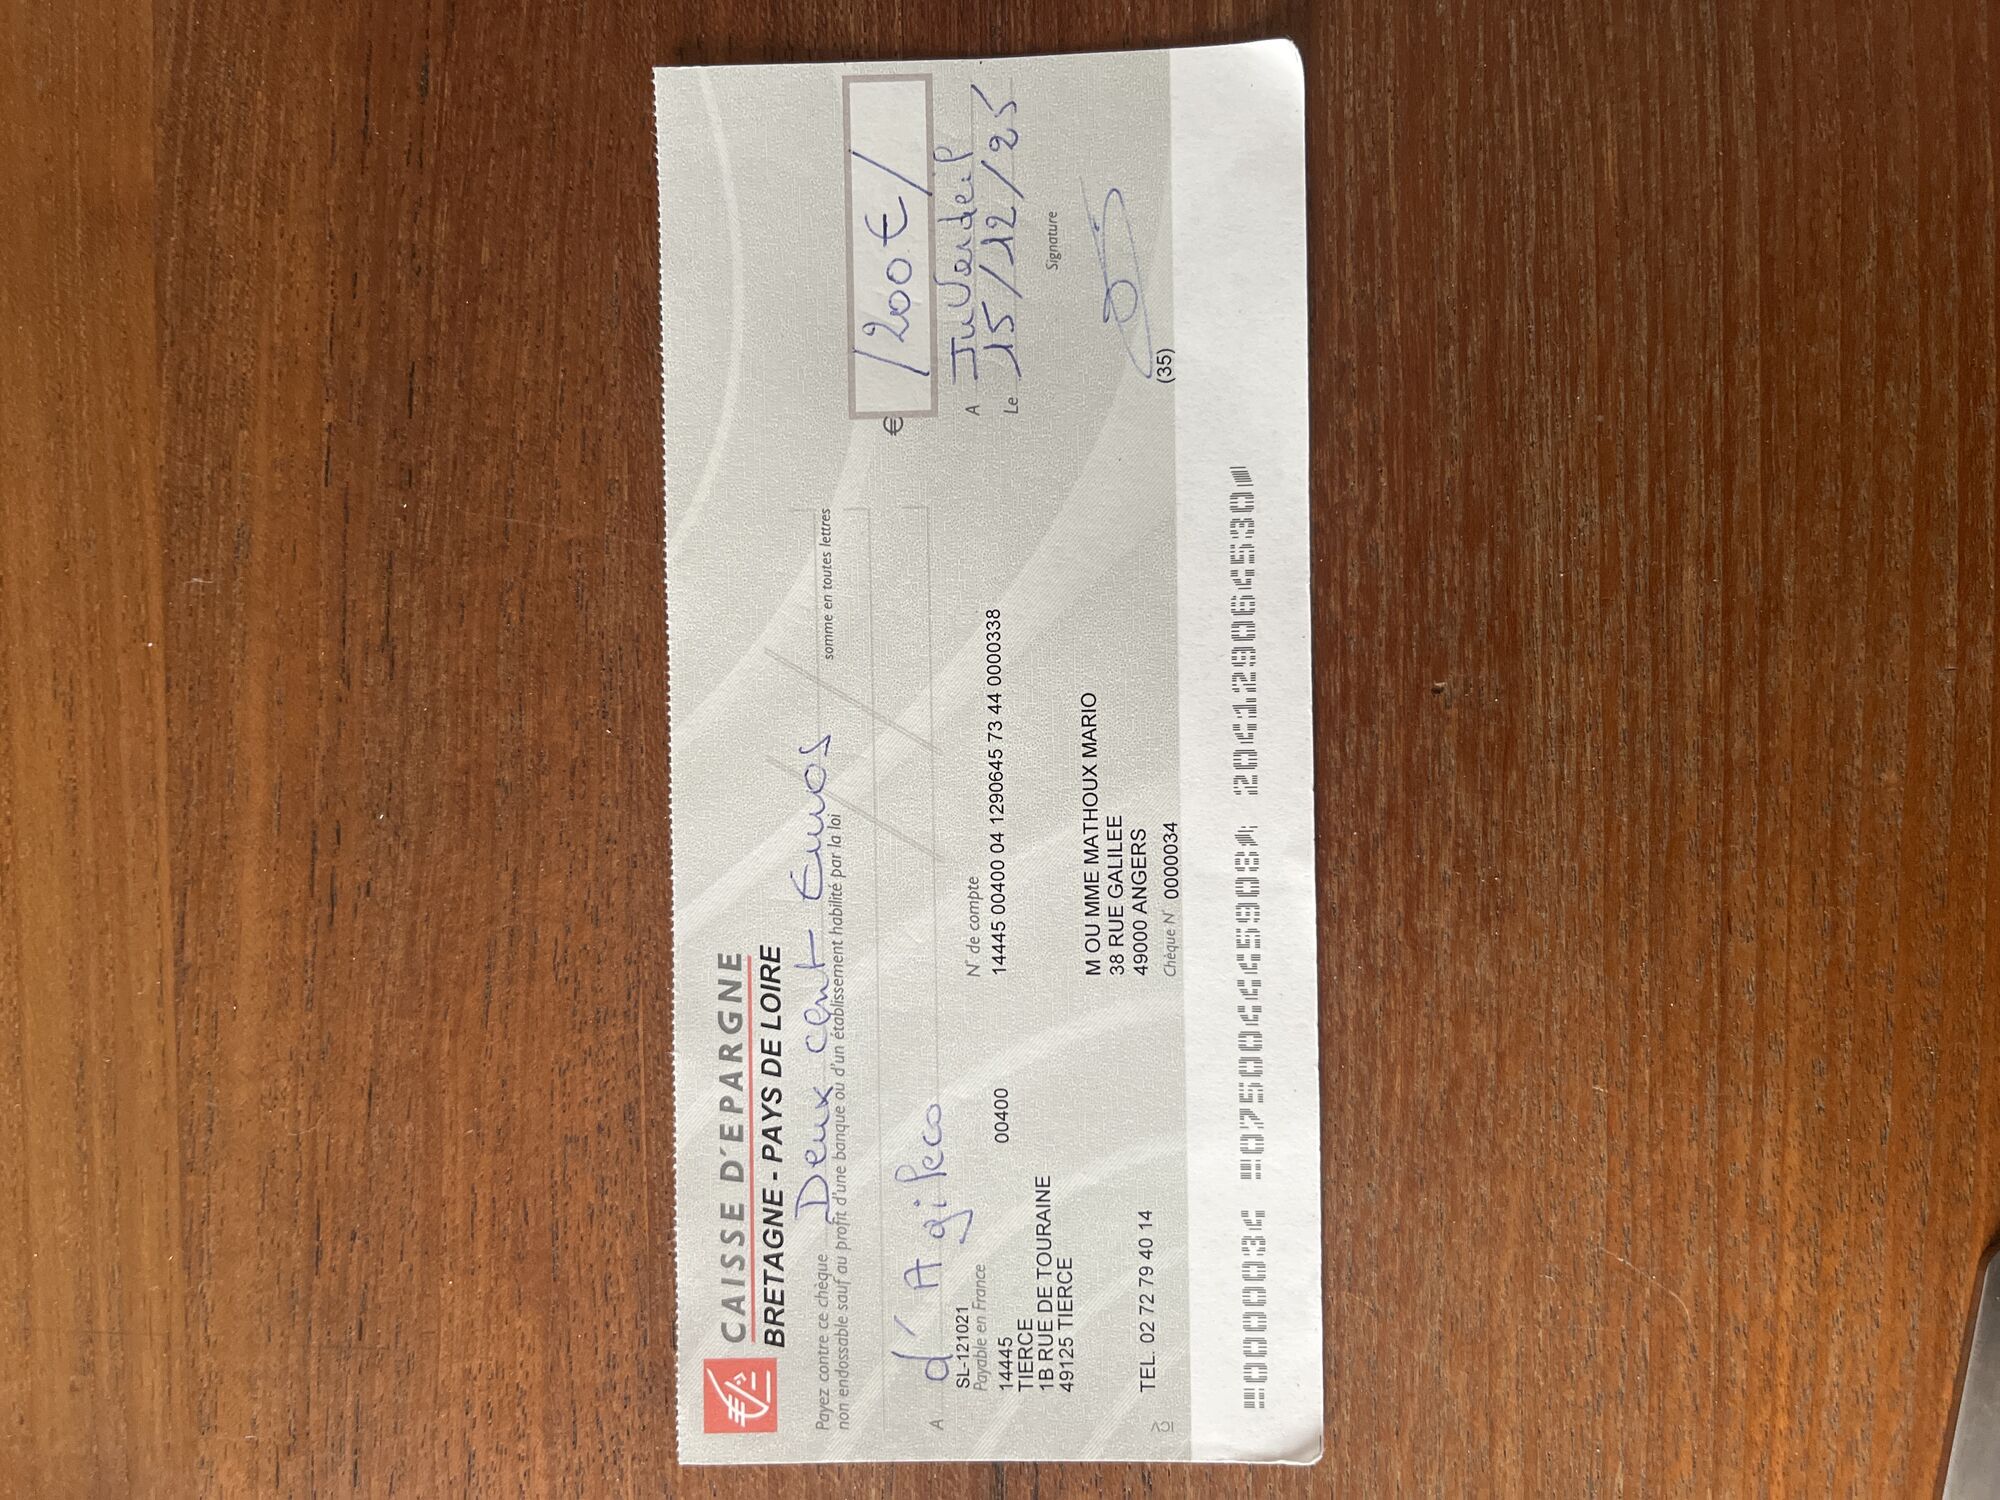 CAISSE D'EPARGNE
BRETAGNE - PAYS DE LOIRE
Payez contre ce chèque Deux cent Euros
non endossable sauf au profit d'une banque ou d'un établissement habilité par la loi
somme en toutes lettres
€ /200€/
A d'Agipeco
A Juvardeil
Le 15/12/25
SL-121021
Payable en France
14445 00400
TIERCE
1B RUE DE TOURAINE
49125 TIERCE
TEL. 02 72 79 40 14
N° de compte
14445 00400 04 1290645 73 44 0000338
M OU MME MATHOUX MARIO
38 RUE GALILEE
49000 ANGERS
Chèque N° 0000034
Signature
(35)